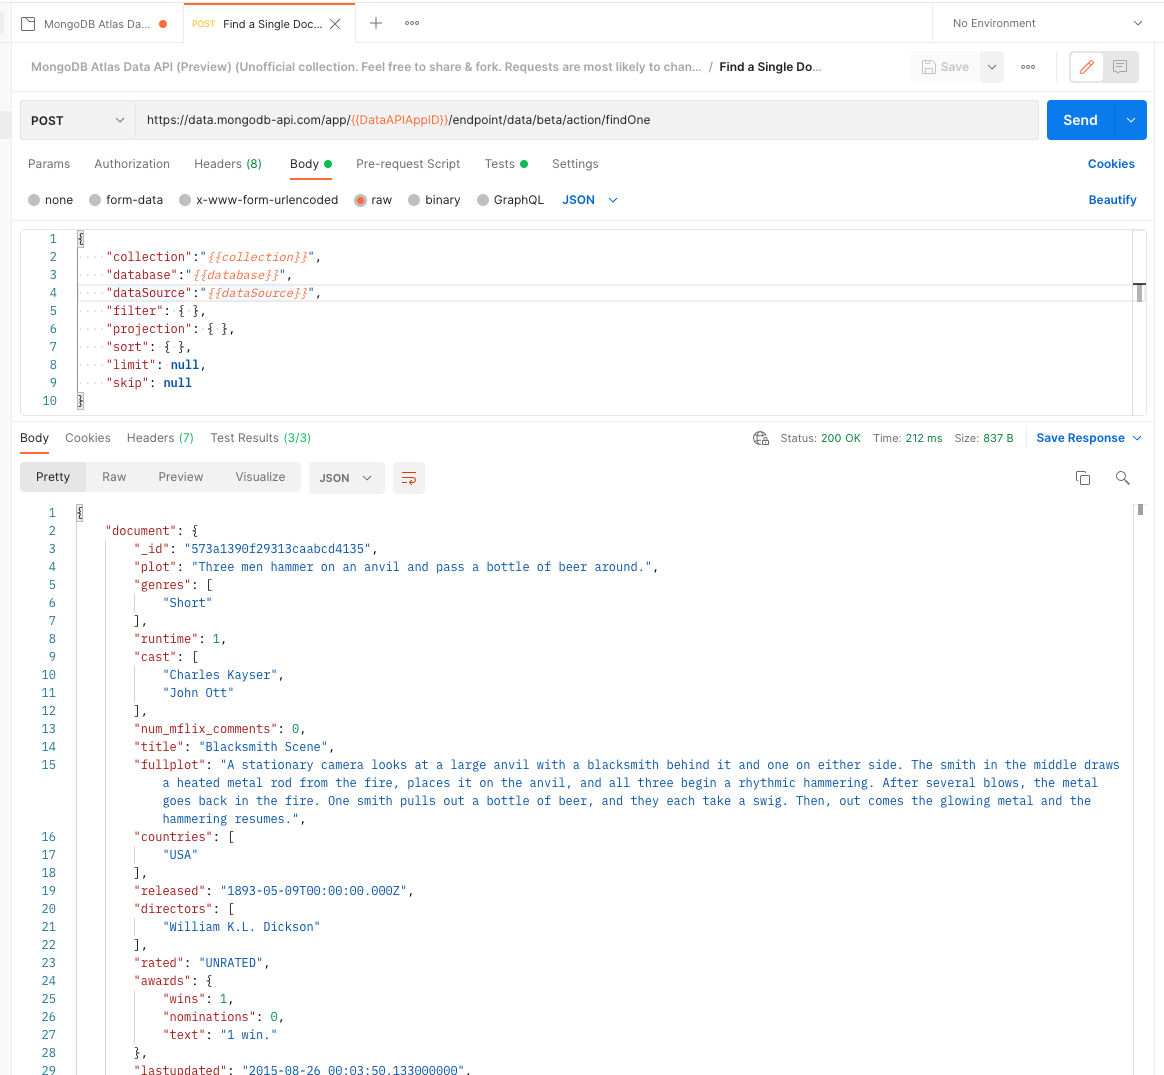 MongoDB Atlas Da...
POST Find a Single Doc...
No Environment
MongoDB Atlas Data API (Preview) (Unofficial collection. Feel free to share & fork. Requests are most likely to chan... / Find a Single Do...
Save
POST
https://data.mongodb-api.com/app/{{DataAPIAppID}}/endpoint/data/beta/action/findOne
Send
Params Authorization Headers (8) Body Pre-request Script Tests Settings Cookies
none form-data x-www-form-urlencoded raw binary GraphQL JSON Beautify
1 {
2 "collection":"{{collection}}",
3 "database":"{{database}}",
4 "dataSource":"{{dataSource}}",
5 "filter": { },
6 "projection": { },
7 "sort": { },
8 "limit": null,
9 "skip": null
10 }
Body Cookies Headers (7) Test Results (3/3) Status: 200 OK Time: 212 ms Size: 837 B Save Response
Pretty Raw Preview Visualize JSON
1 {
2 "document": {
3 "_id": "573a1390f29313caabcd4135",
4 "plot": "Three men hammer on an anvil and pass a bottle of beer around.",
5 "genres": [
6 "Short"
7 ],
8 "runtime": 1,
9 "cast": [
10 "Charles Kayser",
11 "John Ott"
12 ],
13 "num_mflix_comments": 0,
14 "title": "Blacksmith Scene",
15 "fullplot": "A stationary camera looks at a large anvil with a blacksmith behind it and one on either side. The smith in the middle draws
a heated metal rod from the fire, places it on the anvil, and all three begin a rhythmic hammering. After several blows, the metal
goes back in the fire. One smith pulls out a bottle of beer, and they each take a swig. Then, out comes the glowing metal and the
hammering resumes.",
16 "countries": [
17 "USA"
18 ],
19 "released": "1893-05-09T00:00:00.000Z",
20 "directors": [
21 "William K.L. Dickson"
22 ],
23 "rated": "UNRATED",
24 "awards": {
25 "wins": 1,
26 "nominations": 0,
27 "text": "1 win."
28 },
29 "lastupdated": "2015-08-26 00:03:50.133000000",